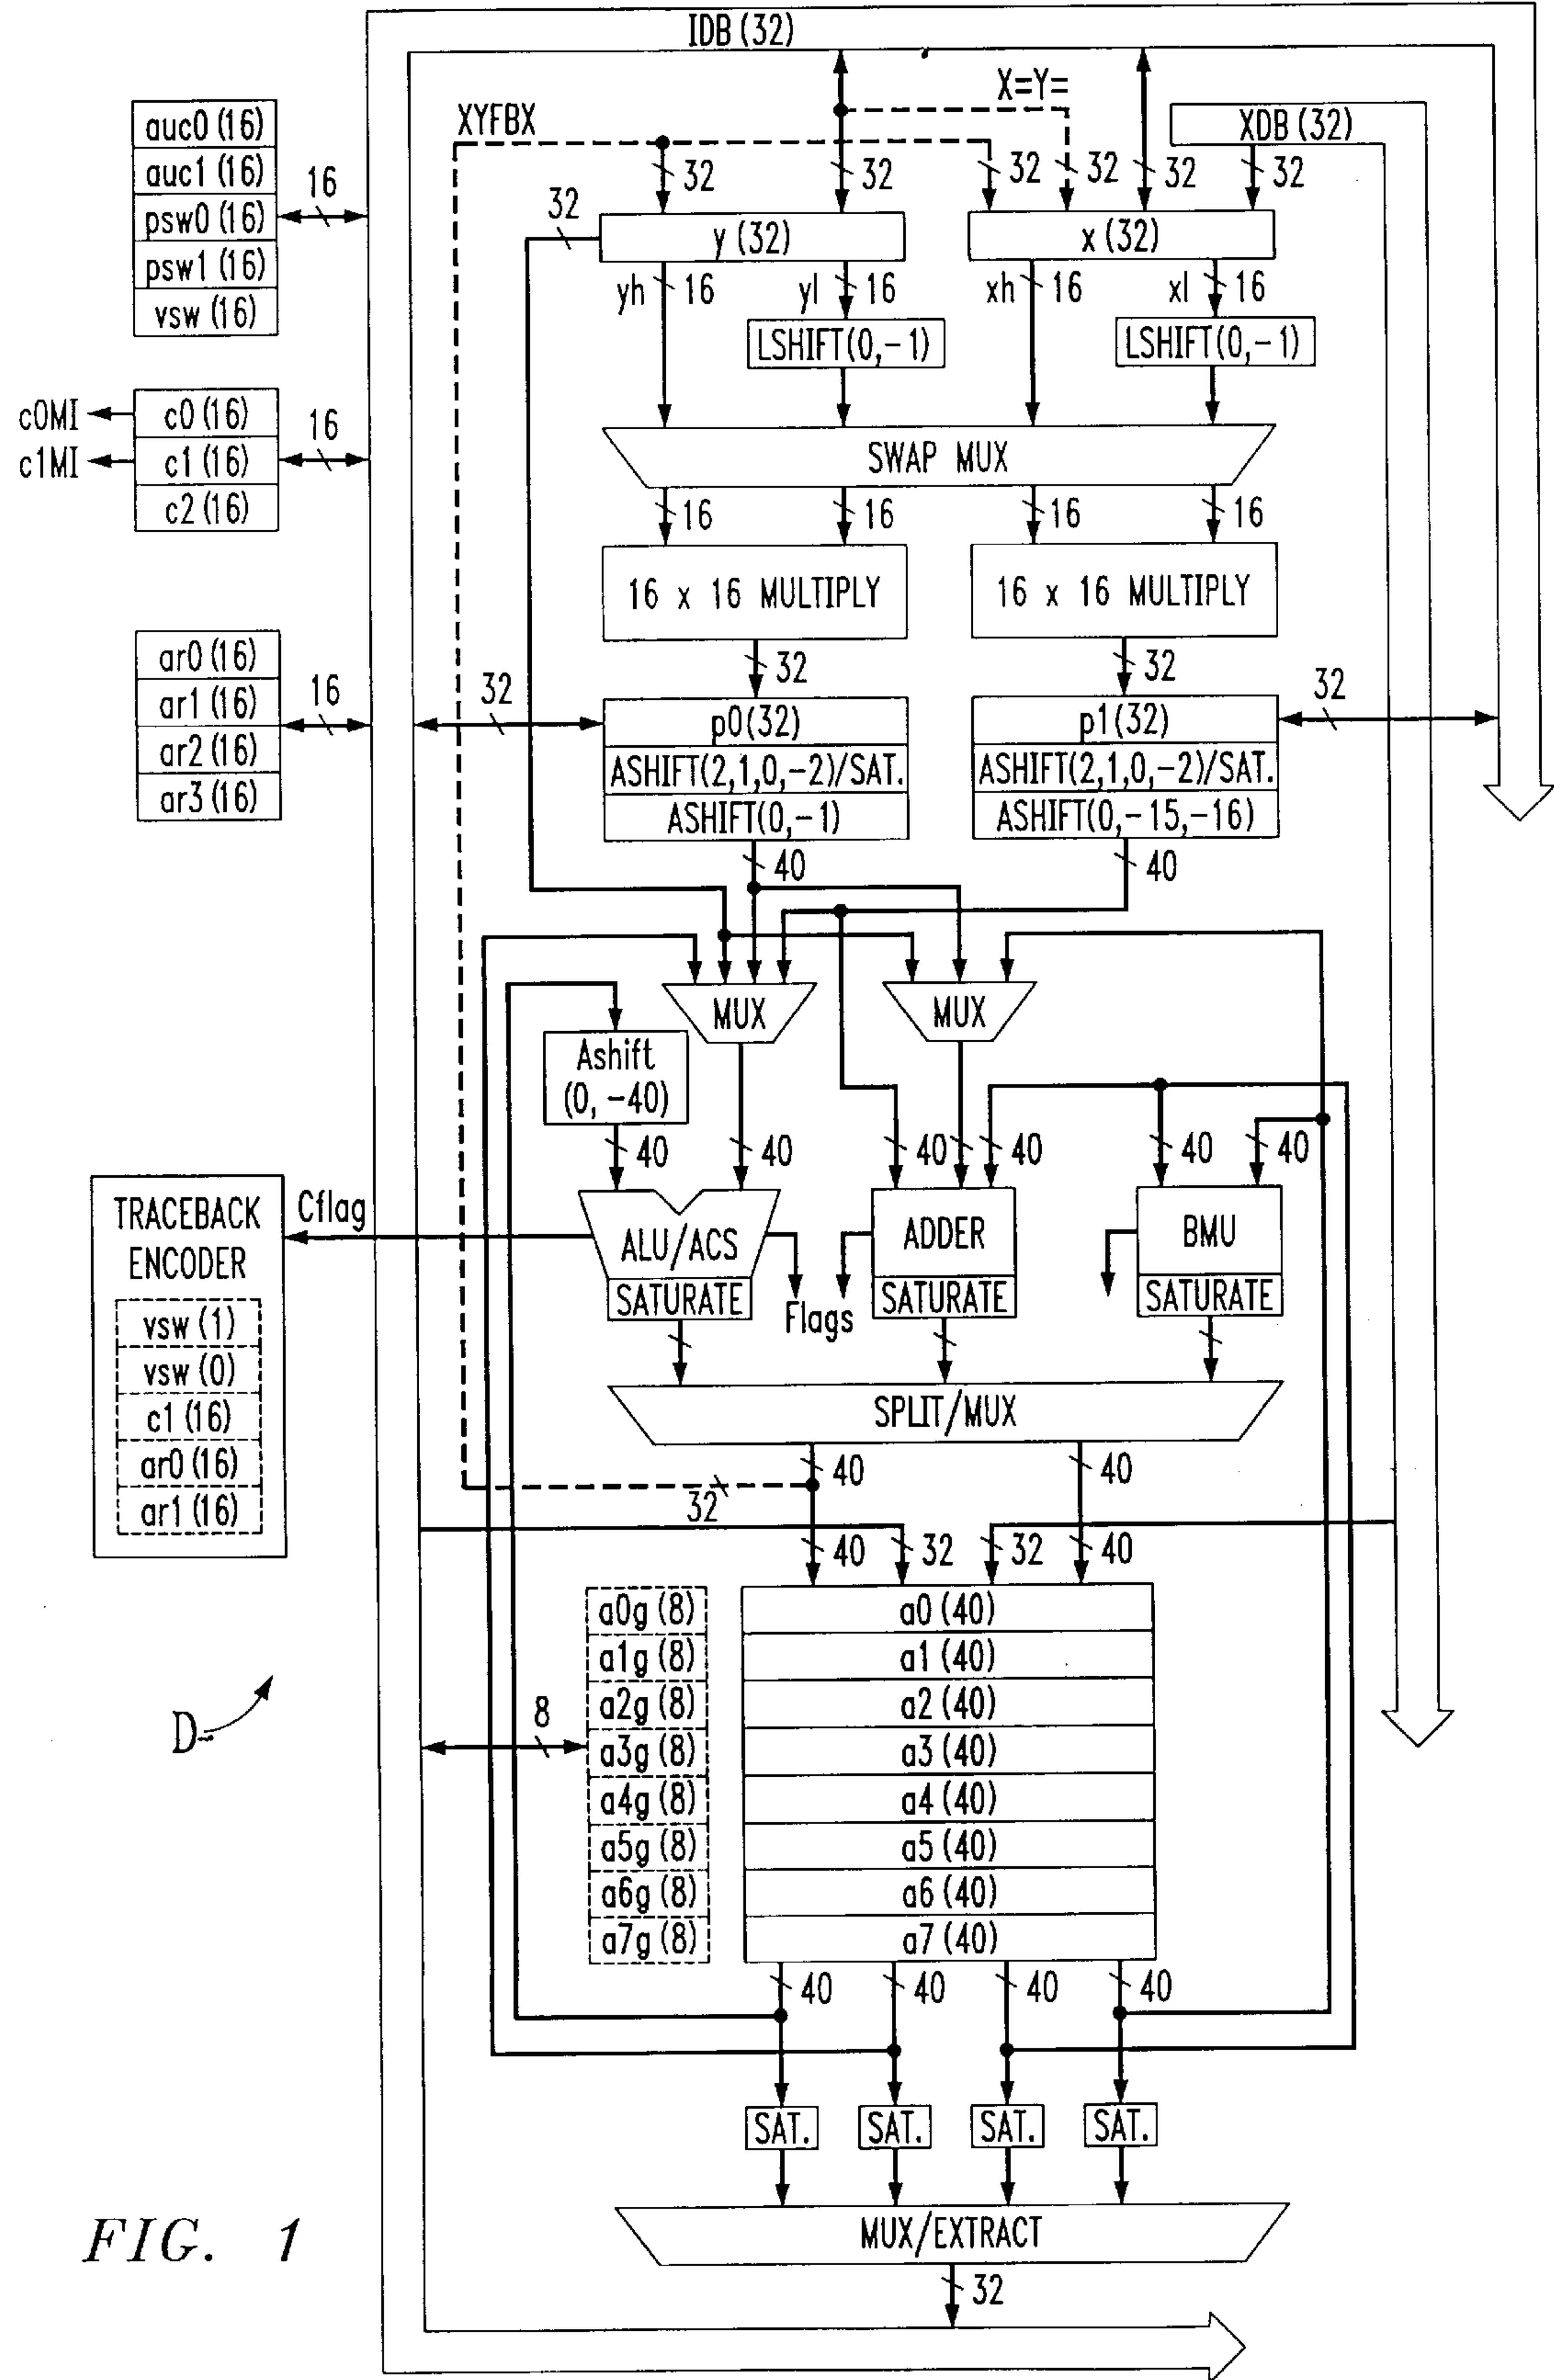 IDB (32)
X=Y=
XYFBX
XDB (32)
auc0 (16)
auc1 (16)
psw0 (16)
psw1 (16)
vsw (16)
16
32
32
32
32
32
32
32
y (32)
x (32)
yh
16
yl
16
xh
16
xl
16
LSHIFT(0,-1)
LSHIFT(0,-1)
c0MI
c1MI
c0 (16)
c1 (16)
c2 (16)
16
SWAP MUX
16
16
16
16
16 x 16 MULTIPLY
16 x 16 MULTIPLY
32
32
ar0 (16)
ar1 (16)
ar2 (16)
ar3 (16)
16
32
32
p0(32)
p1(32)
ASHIFT(2,1,0,-2)/SAT.
ASHIFT(2,1,0,-2)/SAT.
ASHIFT(0,-1)
ASHIFT(0,-15,-16)
40
40
MUX
MUX
Ashift
(0, -40)
40
40
40
40
40
40
TRACEBACK
ENCODER
vsw (1)
vsw (0)
c1 (16)
ar0 (16)
ar1 (16)
Cflag
ALU/ACS
SATURATE
Flags
ADDER
SATURATE
BMU
SATURATE
SPLIT/MUX
40
40
32
40
32
32
40
a0g (8)
a1g (8)
a2g (8)
a3g (8)
a4g (8)
a5g (8)
a6g (8)
a7g (8)
a0 (40)
a1 (40)
a2 (40)
a3 (40)
a4 (40)
a5 (40)
a6 (40)
a7 (40)
8
D
40
40
40
40
SAT.
SAT.
SAT.
SAT.
MUX/EXTRACT
32
FIG. 1